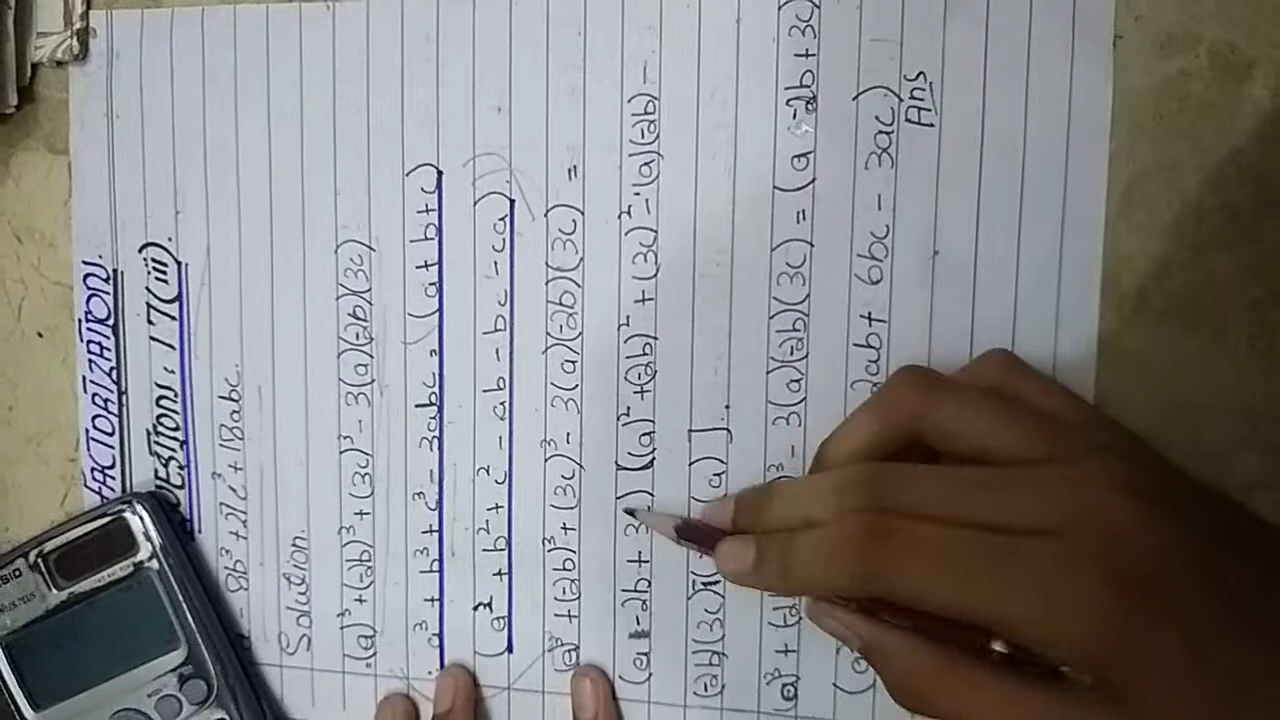 FACTORIZATION.
QUESTION: 17(iii).
- 8b³ + 27c³ + 18abc.
Solution.
= (a)³ + (-2b)³ + (3c)³ - 3(a)(-2b)(3c)
∵ a³ + b³ + c³ - 3abc = (a + b + c)
(a² + b² + c² - ab - bc - ca).
(a)³ + (-2b)³ + (3c)³ - 3(a)(-2b)(3c) =
(a - 2b + 3c) [(a)² + (-2b)² + (3c)² - (a)(-2b) -
(-2b)(3c) - (a)].
(a)³ + ³ - 3(a)(-2b)(3c) = (a - 2b + 3c)
(a 2ab + 6bc - 3ac)
Ans